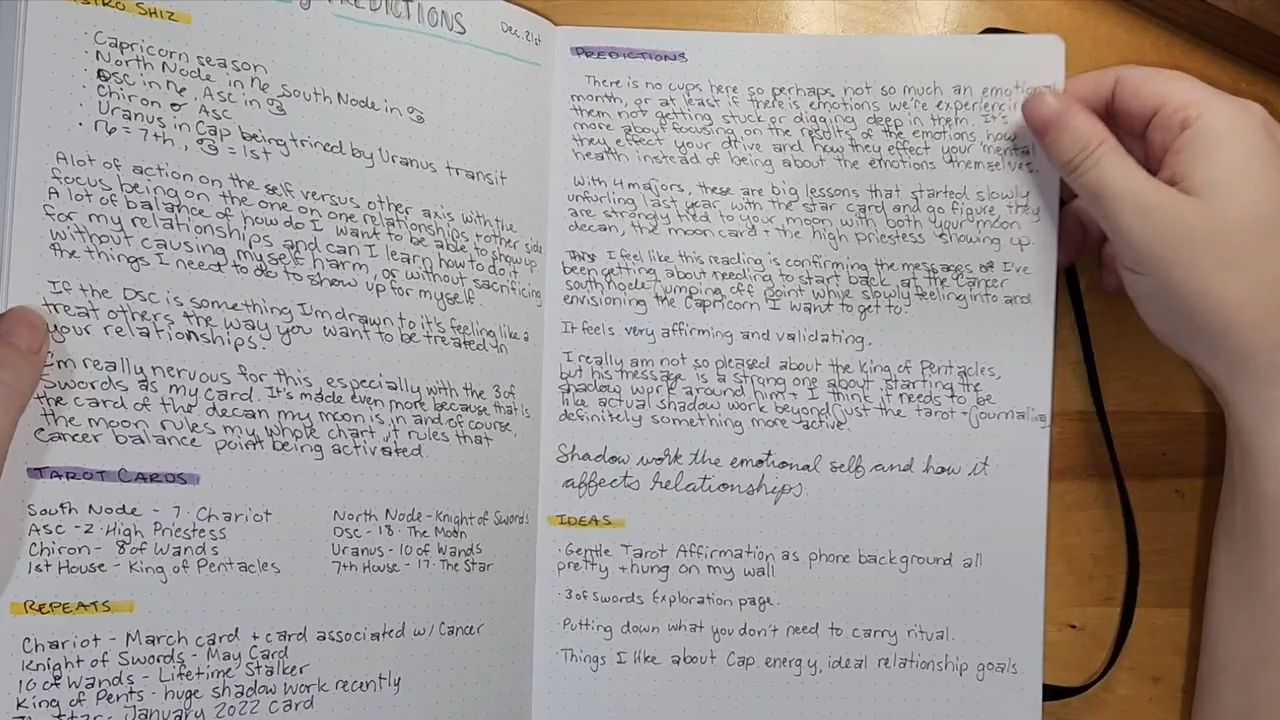 ASTRO SHIZ
PREDICTIONS
Dec. 21st
· Capricorn season
· North Node in ♑ South Node in ♋
· Dsc in ♑, Asc in ♋
· Chiron ☌ Asc
· Uranus in Cap being trined by Uranus transit
· ♑ = 7th, ♋ = 1st
A lot of action on the self versus other axis with the
focus being on the one on one relationships + other side
A lot of balance of how do I want to be able to show up
for my relationships and can I learn how to do it
without causing myself harm, or without sacrificing
the things I need to do to show up for myself.
If the Dsc is something I'm drawn to it's feeling like a
treat others the way you want to be treated in
your relationships.
I'm really nervous for this, especially with the 3 of
Swords as my card. It's made even more because that is
the card of the decan my moon is in and of course,
the moon rules my whole chart it rules that
cancer balance point being activated.
TAROT CARDS
South Node - 7 · Chariot
Asc - 2 · High Priestess
Chiron - 8 of Wands
1st House - King of Pentacles
North Node - Knight of Swords
Dsc - 18 · The Moon
Uranus - 10 of Wands
7th House - 17 · The Star
REPEATS
Chariot - March card + card associated w/ Cancer
Knight of Swords - May Card
10 of Wands - Lifetime Stalker
King of Pents - huge shadow work recently
The Star - January 2022 card
PREDICTIONS
There is no cups here so perhaps not so much an emotional
month, or at least if there is emotions we're experiencing
them not getting stuck or digging deep in them. It's
more about focusing on the results of the emotions, how
they effect your drive and how they effect your mental
health instead of being about the emotions themselves.
With 4 majors, these are big lessons that started slowly
unfurling last year with the star card and go figure they
are strongly tied to your moon, with both your moon
decan, the moon card + the high priestess showing up.
I feel like this reading is confirming the messages I've
been getting about needing to start back at the Cancer
south node jumping off point while slowly feeling into and
envisioning the Capricorn I want to get to.
It feels very affirming and validating.
I really am not so pleased about the King of Pentacles,
but his message is a strong one about starting the
shadow work around him + I think it needs to be
like actual shadow work beyond just the tarot + journaling
definitely something more active.
Shadow work the emotional self and how it
affects relationships.
IDEAS
· Gentle Tarot Affirmation as phone background all
pretty + hung on my wall
· 3 of Swords Exploration page.
· Putting down what you don't need to carry ritual.
· Things I like about Cap energy, ideal relationship goals